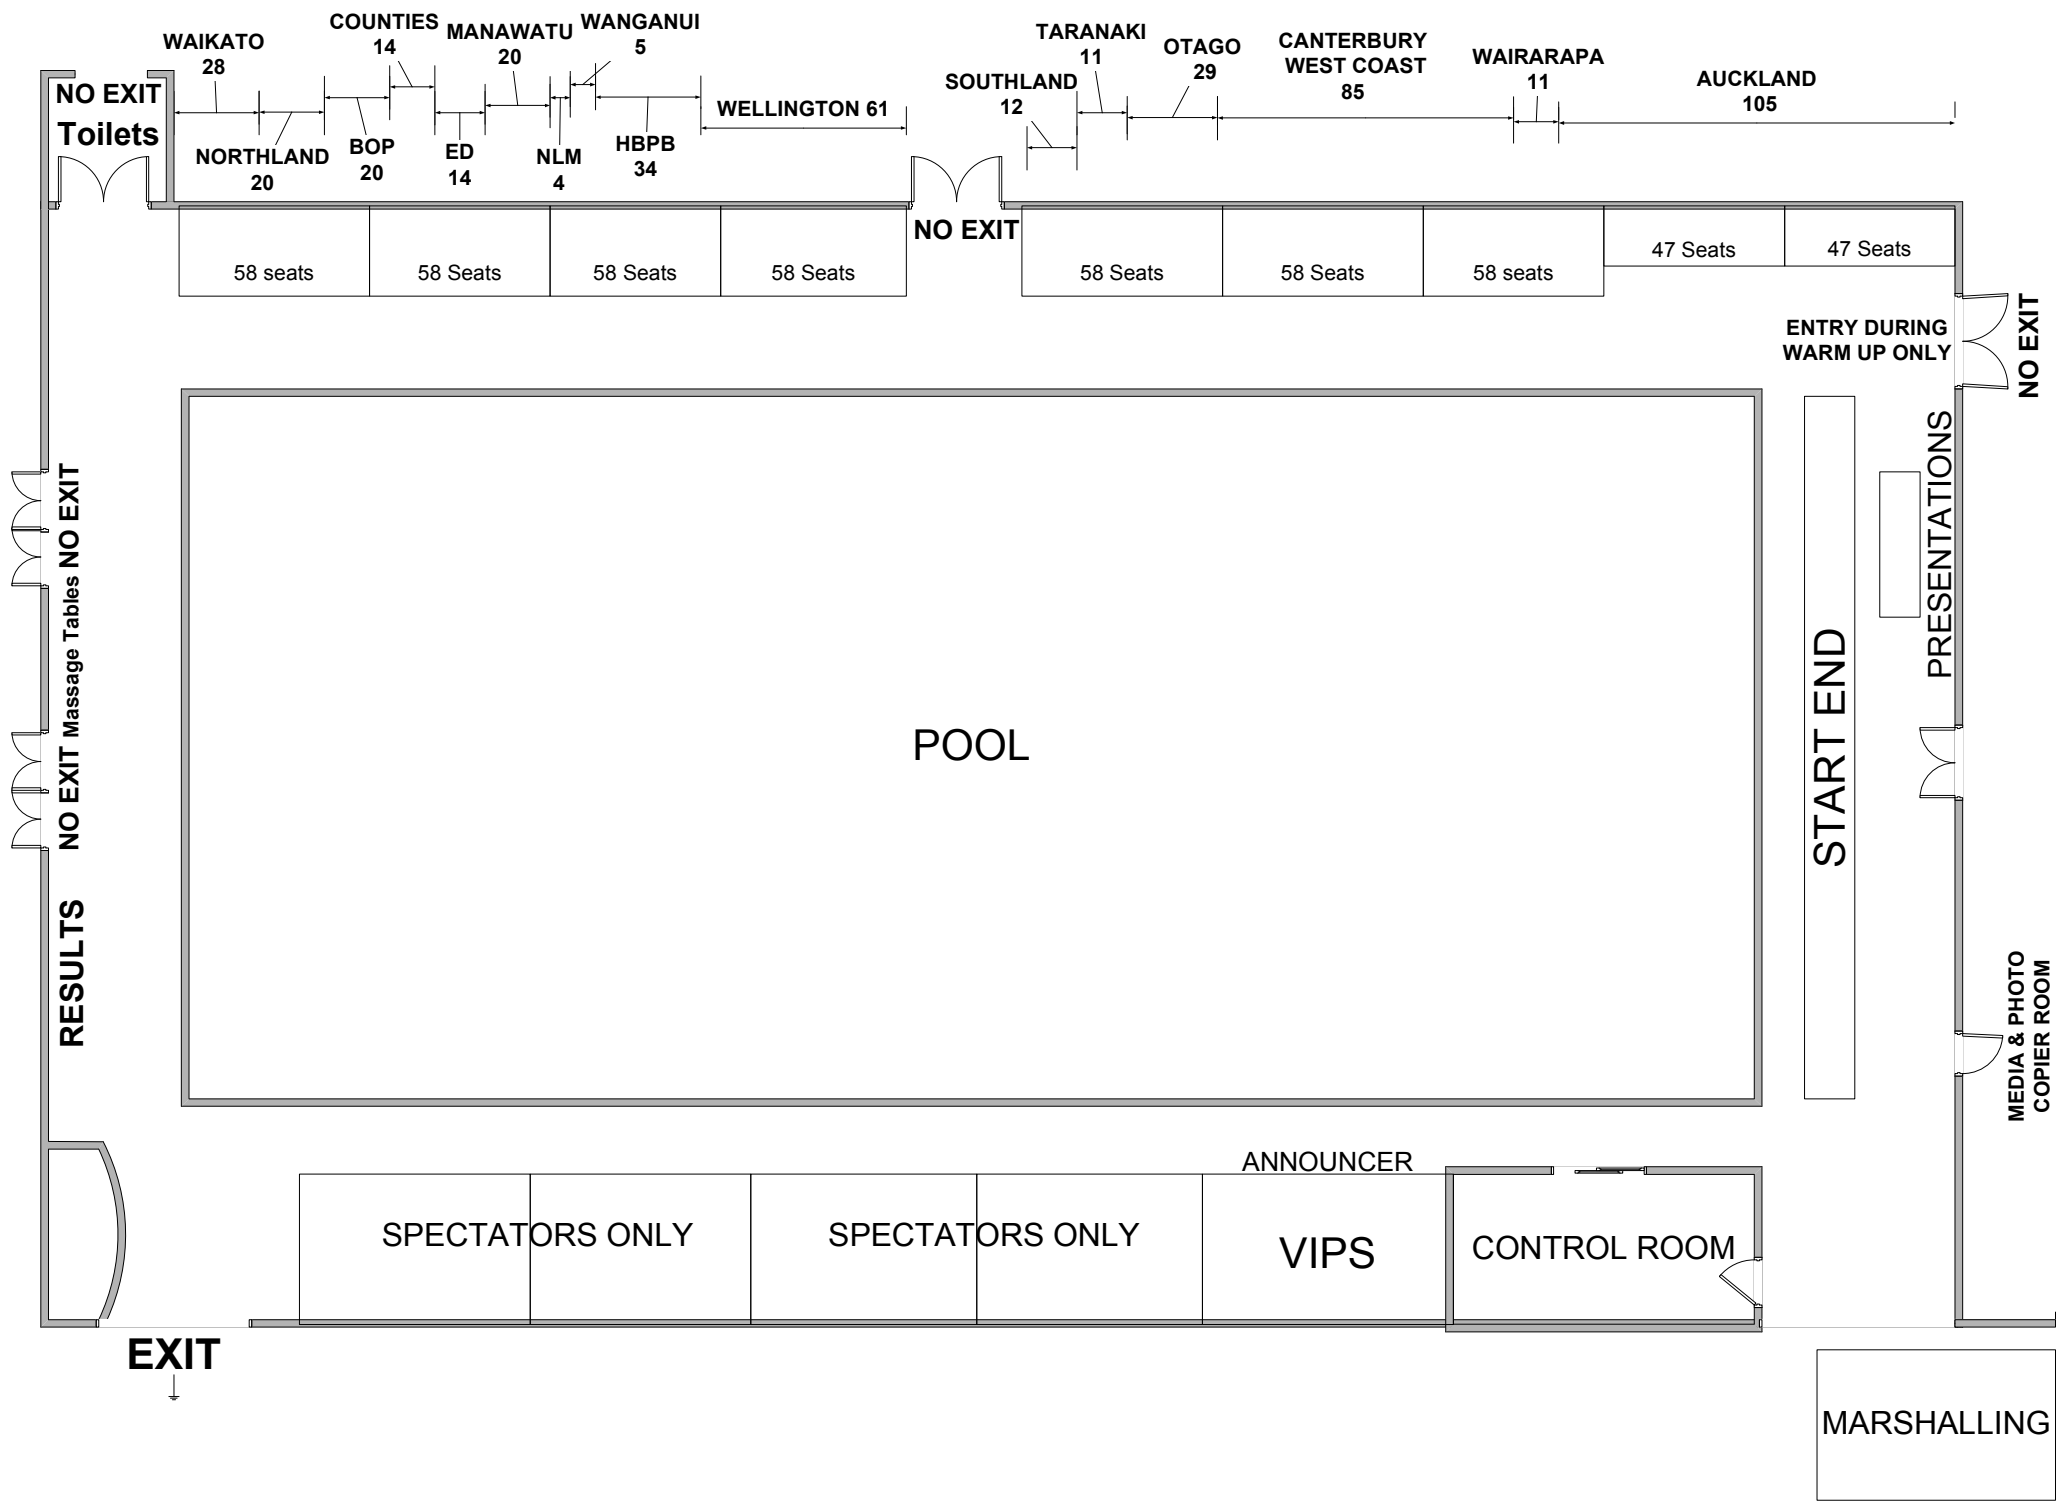 NO EXIT
Toilets
WAIKATO
28
NORTHLAND
20
COUNTIES
14
BOP
20
MANAWATU
20
ED
14
WANGANUI
5
NLM
4
HBPB
34
WELLINGTON 61
SOUTHLAND
12
TARANAKI
11
OTAGO
29
CANTERBURY
WEST COAST
85
WAIRARAPA
11
AUCKLAND
105
NO EXIT
58 seats
58 Seats
58 Seats
58 Seats
58 Seats
58 Seats
58 seats
47 Seats
47 Seats
ENTRY DURING
WARM UP ONLY
NO EXIT
NO EXIT
Massage Tables
NO EXIT
RESULTS
POOL
START END
PRESENTATIONS
MEDIA & PHOTO
COPIER ROOM
ANNOUNCER
SPECTATORS ONLY
SPECTATORS ONLY
VIPS
CONTROL ROOM
EXIT
MARSHALLING